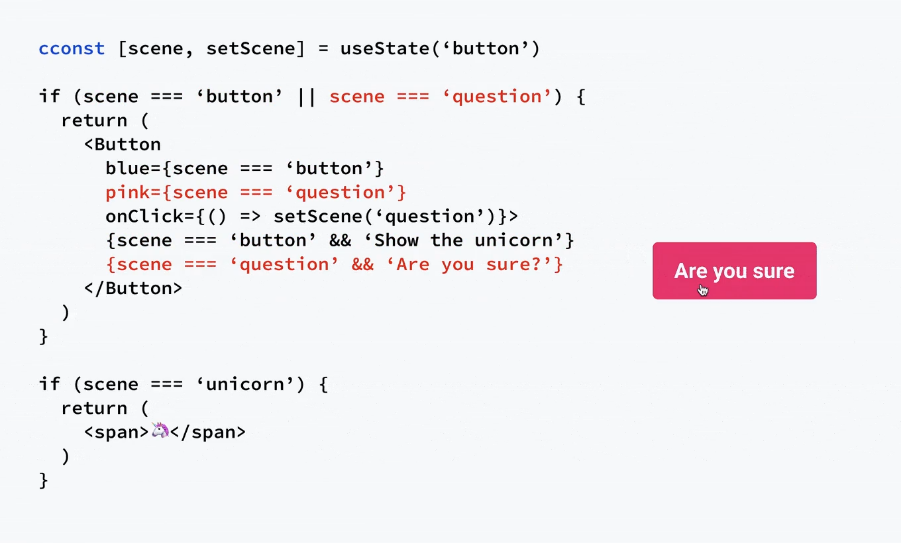 cconst [scene, setScene] = useState(‘button’)
if (scene === ‘button’ || scene === ‘question’) {
return (
<Button
blue={scene === ‘button’}
pink={scene === ‘question’}
onClick={() => setScene(‘question’)}>
{scene === ‘button’ && ‘Show the unicorn’}
{scene === ‘question’ && ‘Are you sure?’}
</Button>
)
}
if (scene === ‘unicorn’) {
return (
<span>🦄</span>
)
}
Are you sure